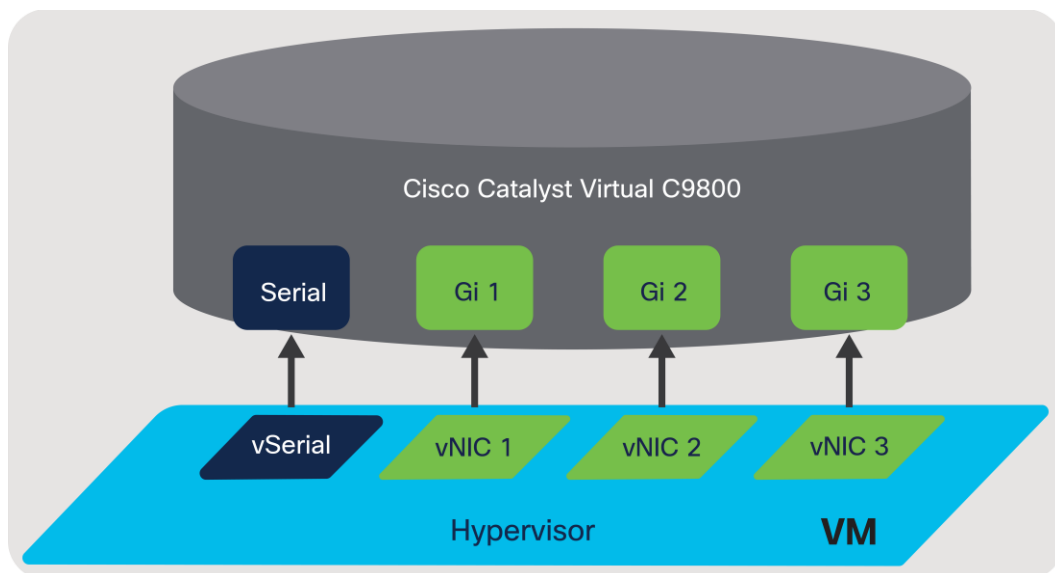 Cisco Catalyst Virtual C9800
Serial Gi 1 Gi 2 Gi 3
vSerial vNIC 1 vNIC 2 vNIC 3
Hypervisor VM